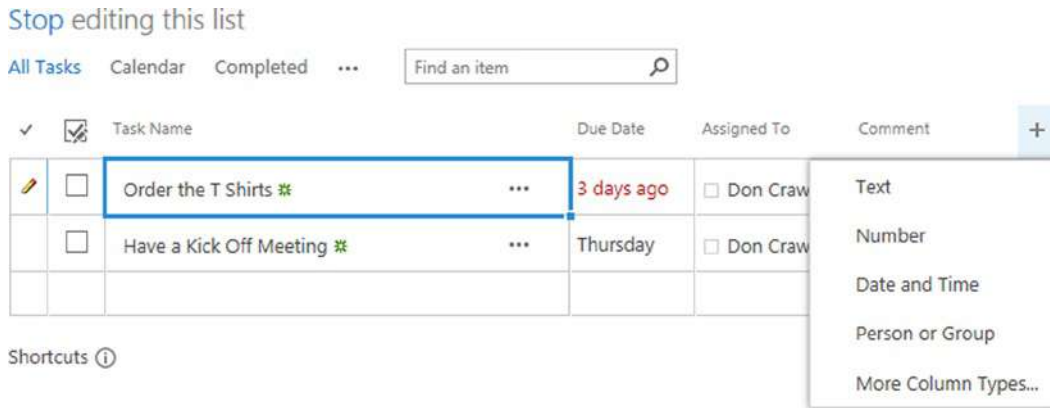 Stop editing this list
All Tasks Calendar Completed ... Find an item
Task Name Due Date Assigned To Comment +
Order the T Shirts ... 3 days ago Don Craw
Text
Number
Have a Kick Off Meeting ... Thursday Don Craw
Date and Time
Person or Group
Shortcuts
More Column Types...